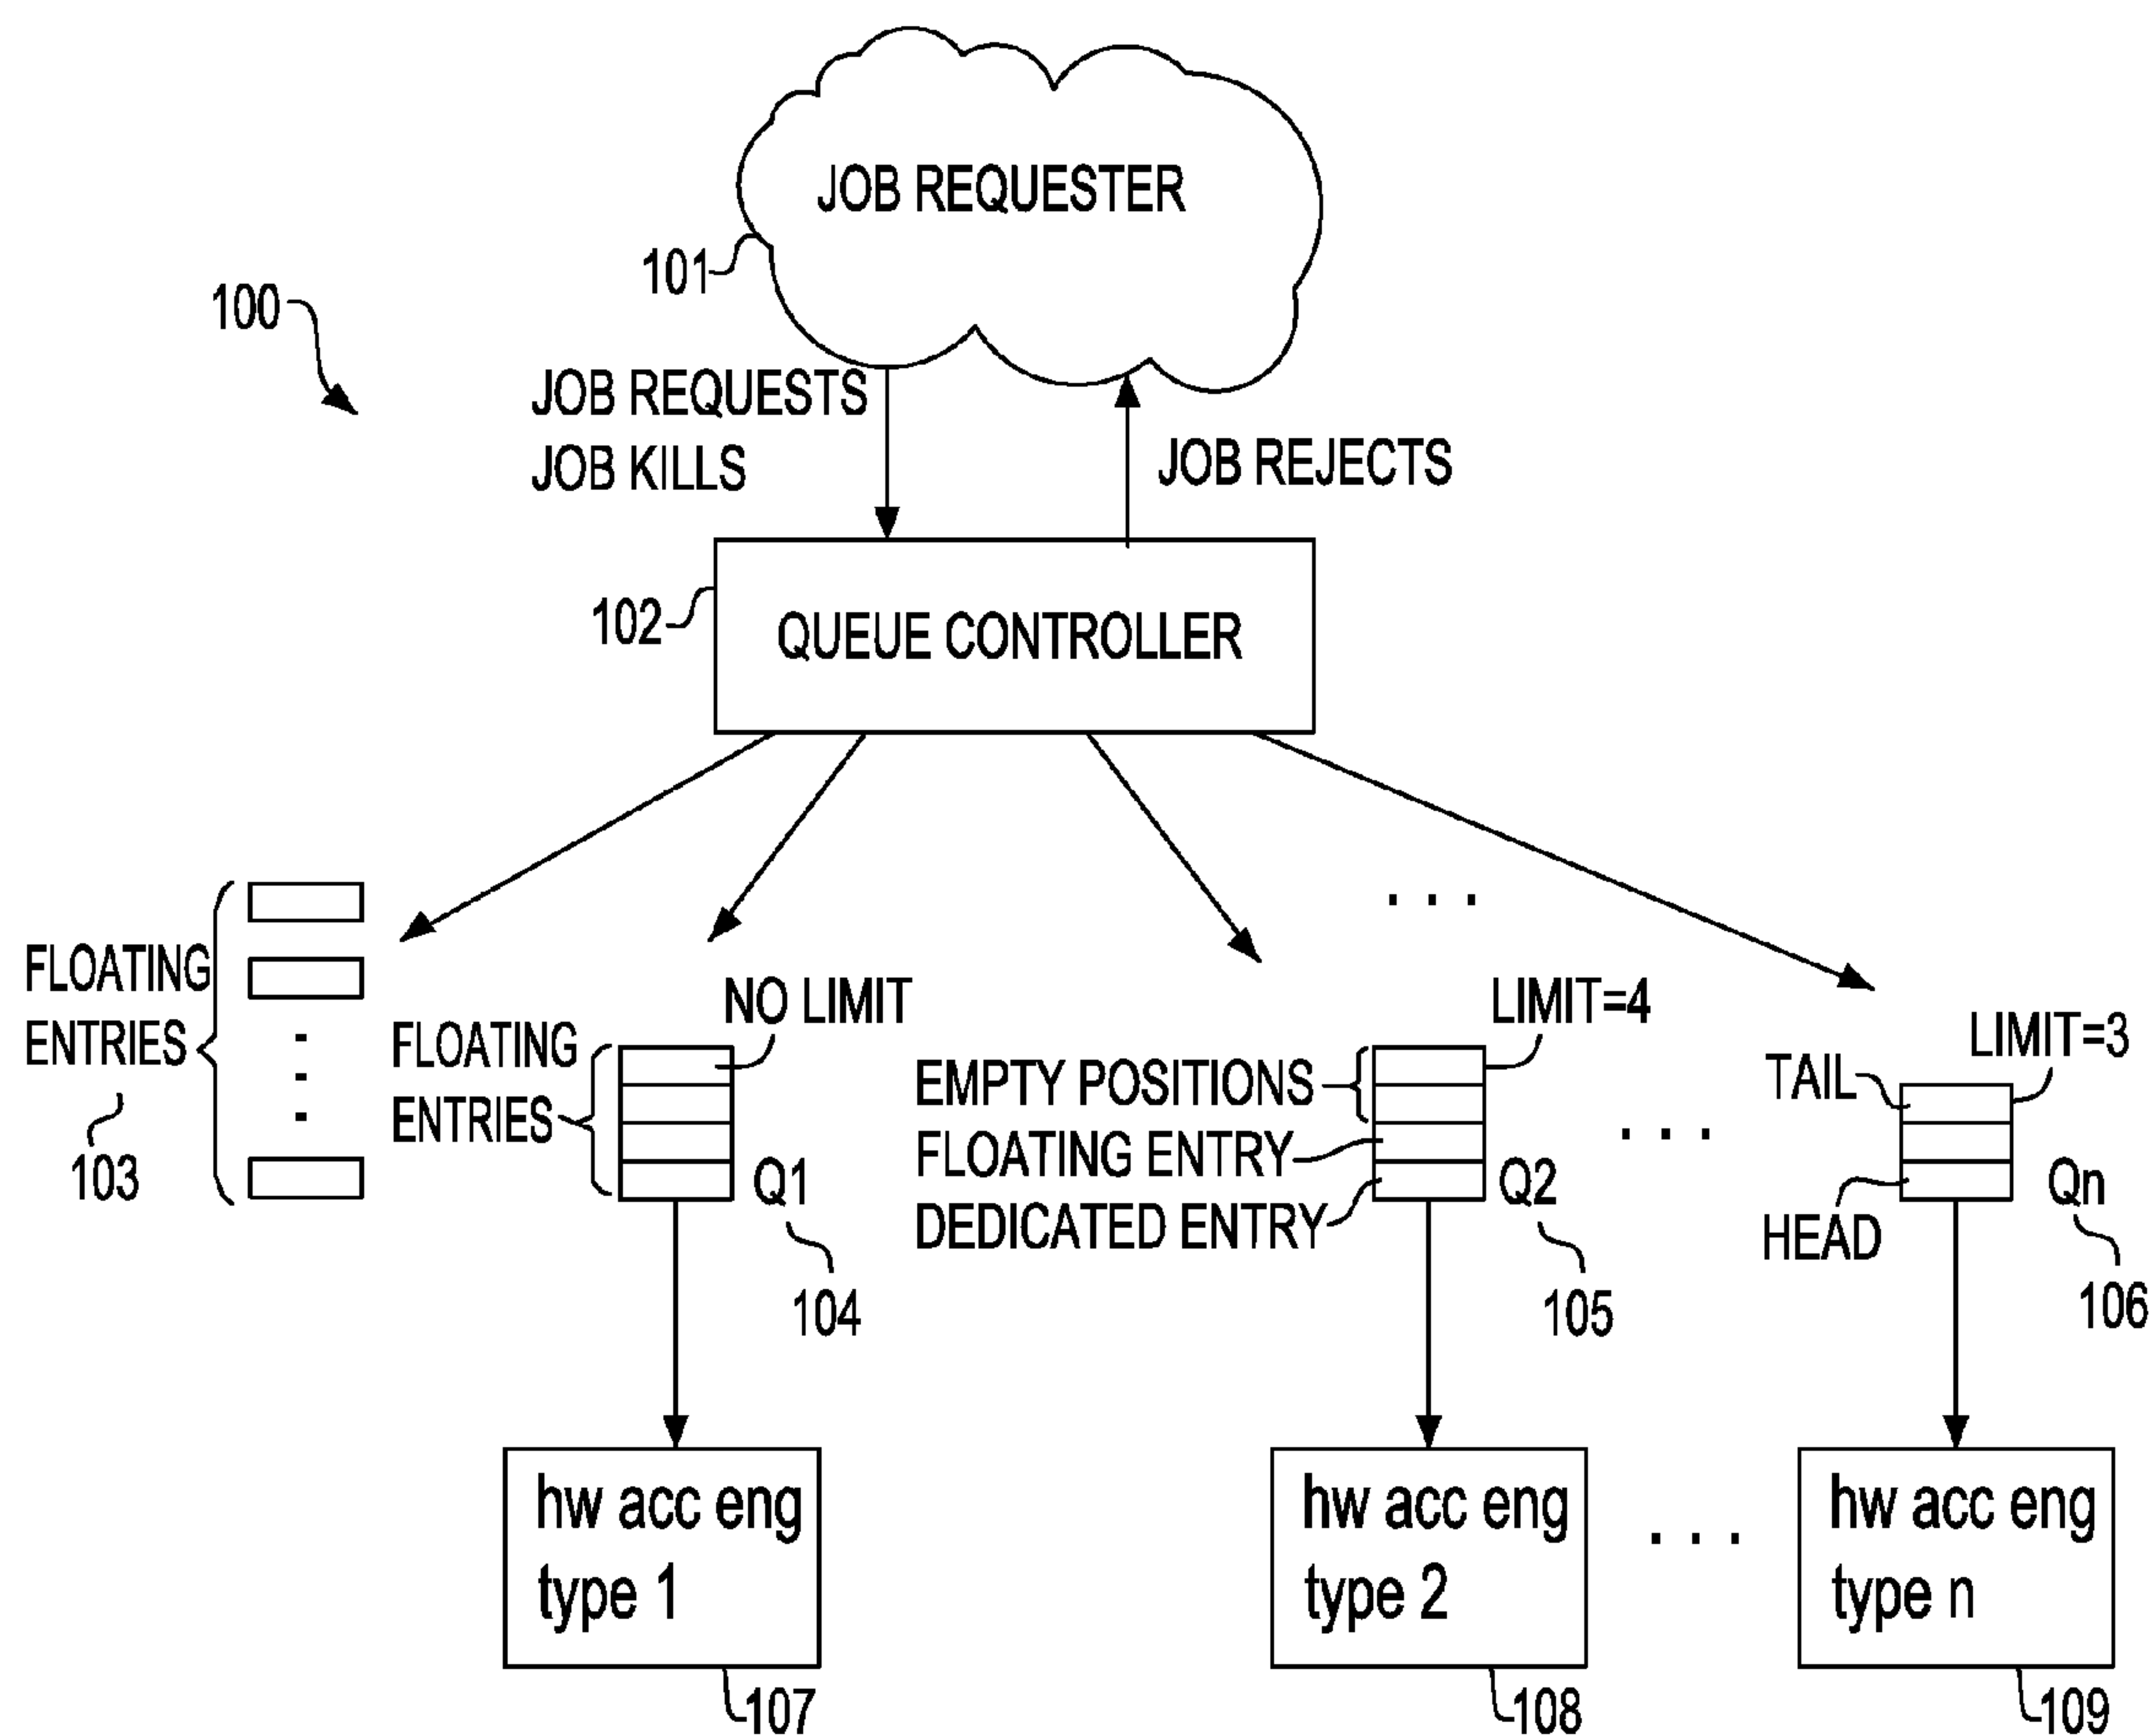 JOB REQUESTER
101
100
JOB REQUESTS
JOB KILLS
JOB REJECTS
102
QUEUE CONTROLLER
. . .
FLOATING
ENTRIES
103
NO LIMIT
FLOATING
ENTRIES
Q1
104
LIMIT=4
EMPTY POSITIONS
FLOATING ENTRY
DEDICATED ENTRY
Q2
105
. . .
LIMIT=3
TAIL
HEAD
Qn
106
hw acc eng
type 1
107
hw acc eng
type 2
108
. . .
hw acc eng
type n
109